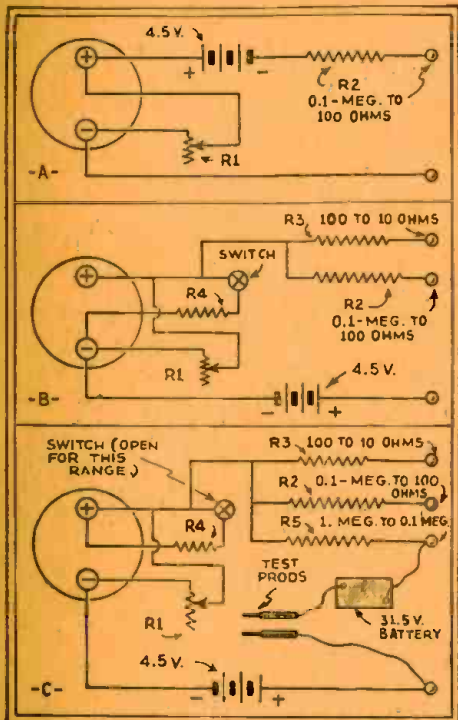 4.5 V.
+
+
-
R2
0.1-MEG. TO
100 OHMS
-
R1
-A-
R3
100 TO 10 OHMS
SWITCH
+
R4
R2
0.1-MEG. TO
100 OHMS
-
R1
4.5 V.
-B-
-
+
SWITCH (OPEN
FOR THIS
RANGE)
R3
100 TO 10 OHMS
R2
0.1-MEG. TO 100
OHMS
+
R4
R5
1. MEG. TO 0.1 MEG.
TEST
PRODS
-
R1
31.5 V.
BATTERY
4.5 V.
-C-
-
+